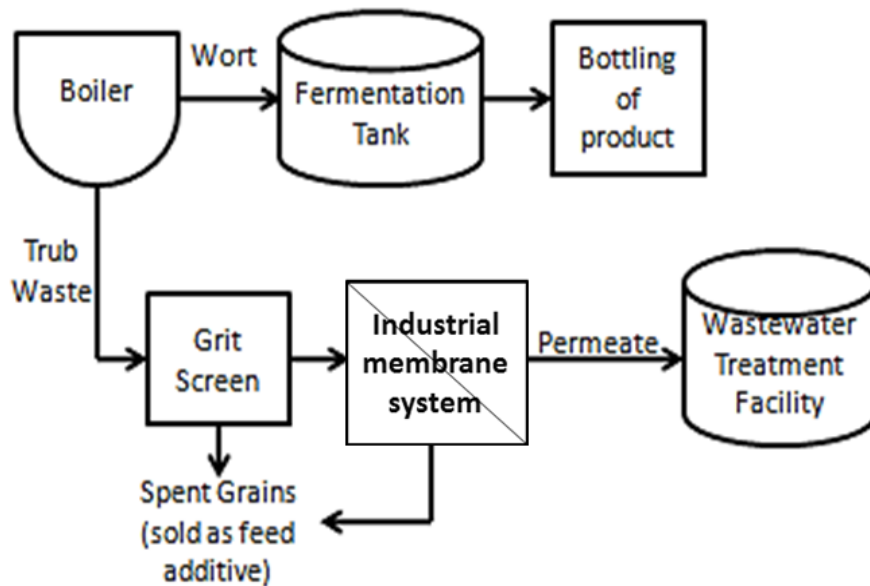 Boiler
Wort
Fermentation
Tank
Bottling
of
product
Trub
Waste
Grit
Screen
Industrial
membrane
system
Permeate
Wastewater
Treatment
Facility
Spent Grains
(sold as feed
additive)